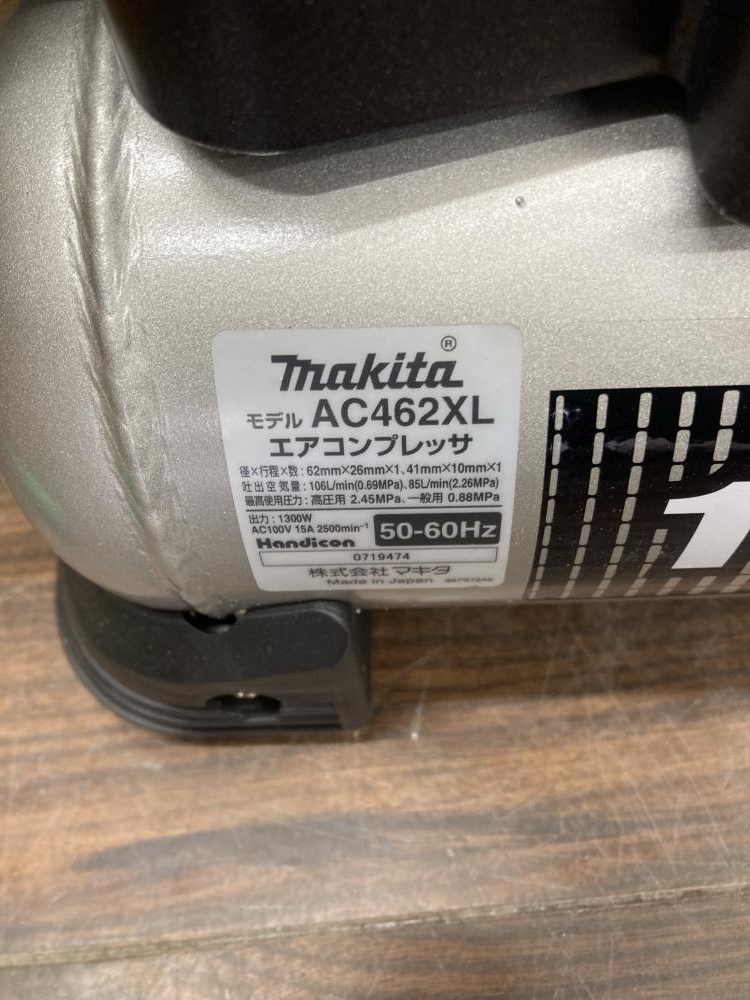 makita®
モデル AC462XL
エアコンプレッサ
径×行程×数：62mm×26mm×1、41mm×10mm×1
吐出空気量：106L/min(0.69MPa)、85L/min(2.26MPa)
最高使用圧力：高圧用 2.45MPa、一般用 0.88MPa
出力：1300W
AC100V 15A 2500min⁻¹
50-60Hz
Handicon
0719474
株式会社 マキタ
Made in Japan
1